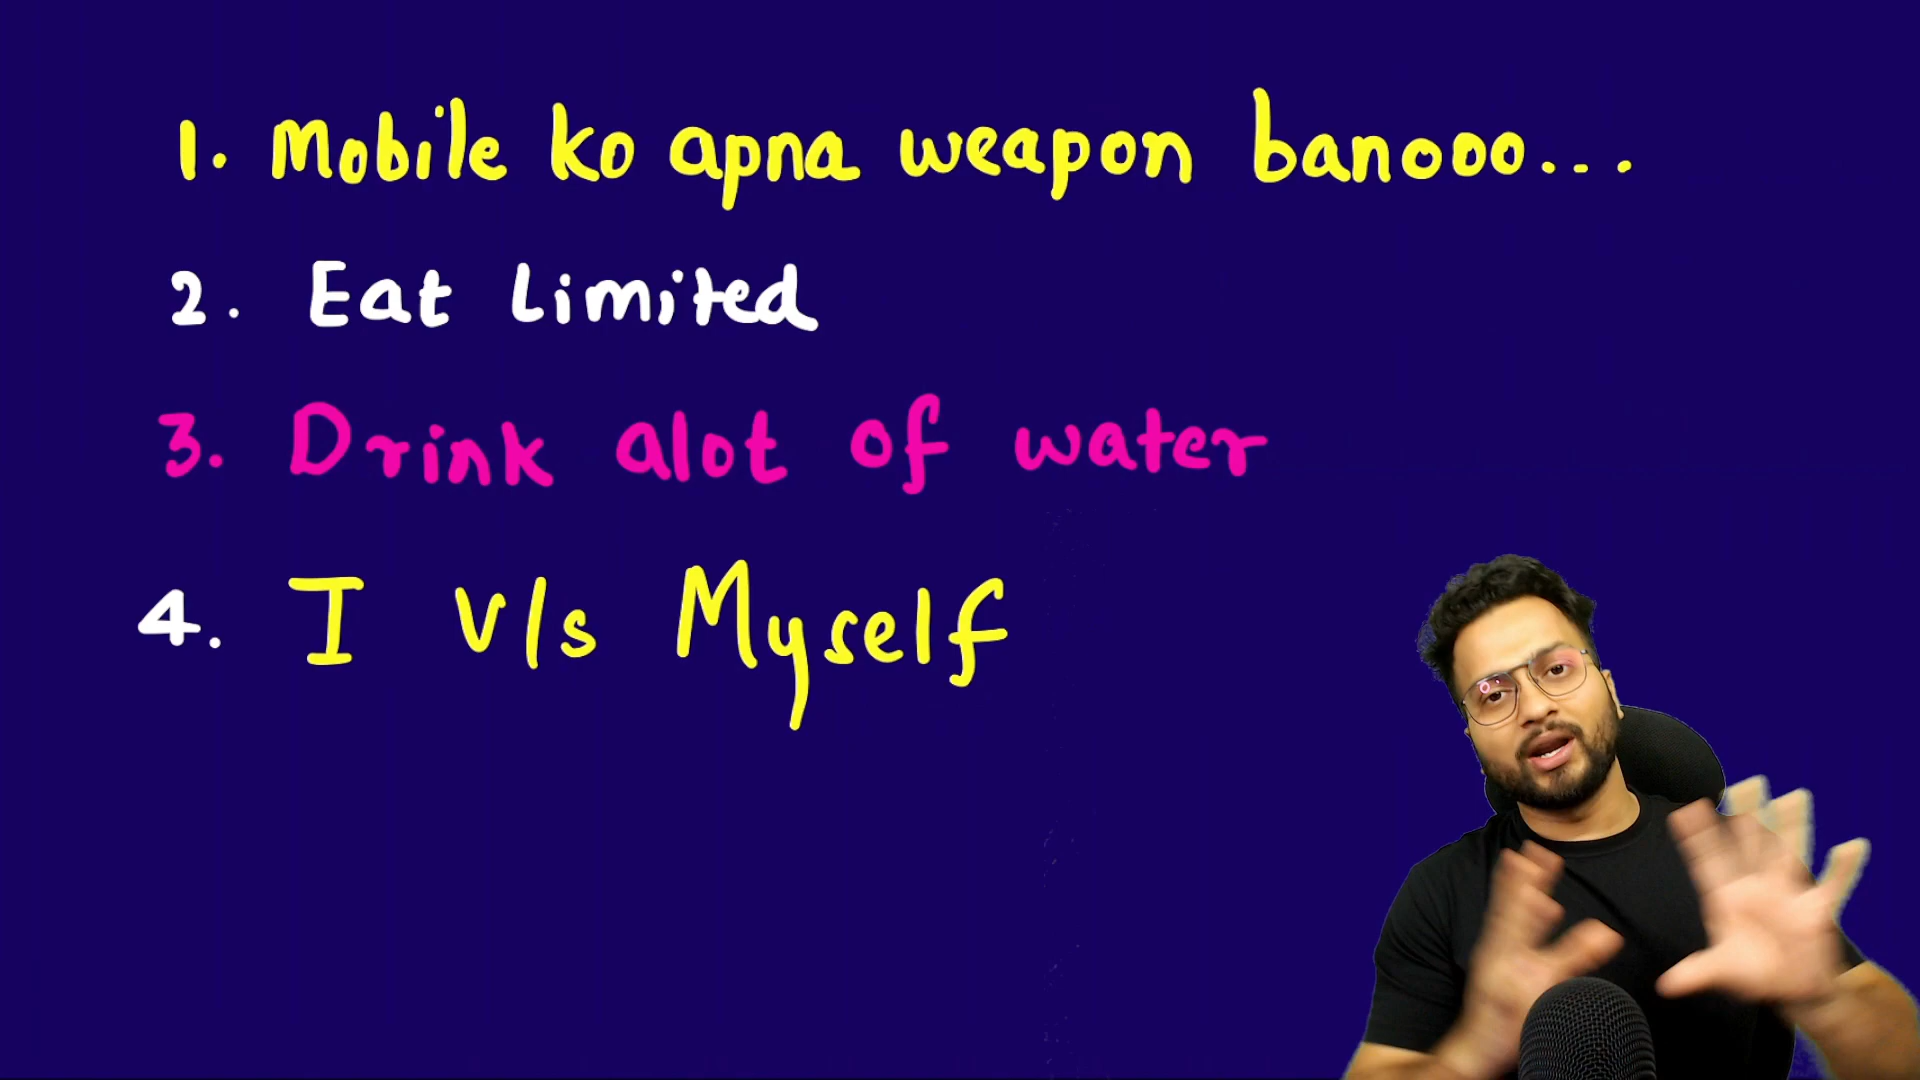 1. Mobile ko apna weapon banooo...
2. Eat Limited
3. Drink alot of water
4. I V/s Myself